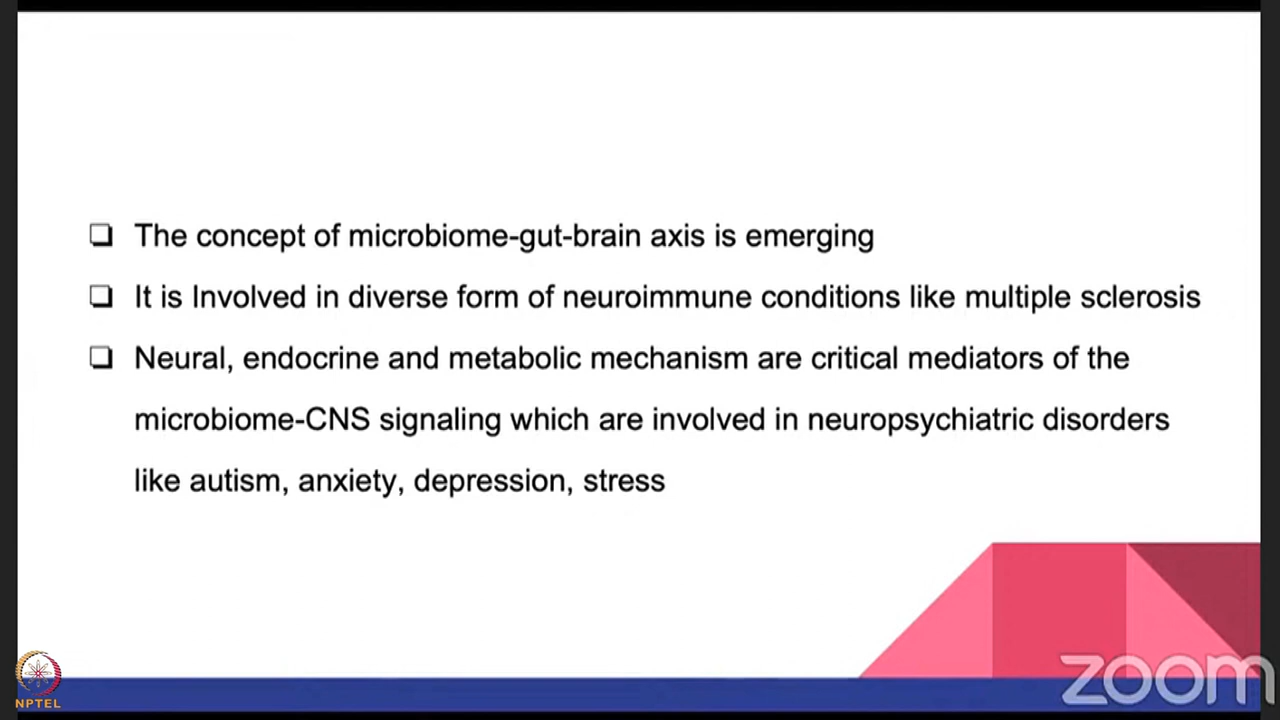 The concept of microbiome-gut-brain axis is emerging
It is Involved in diverse form of neuroimmune conditions like multiple sclerosis
Neural, endocrine and metabolic mechanism are critical mediators of the
microbiome-CNS signaling which are involved in neuropsychiatric disorders
like autism, anxiety, depression, stress
NPTEL
zoom